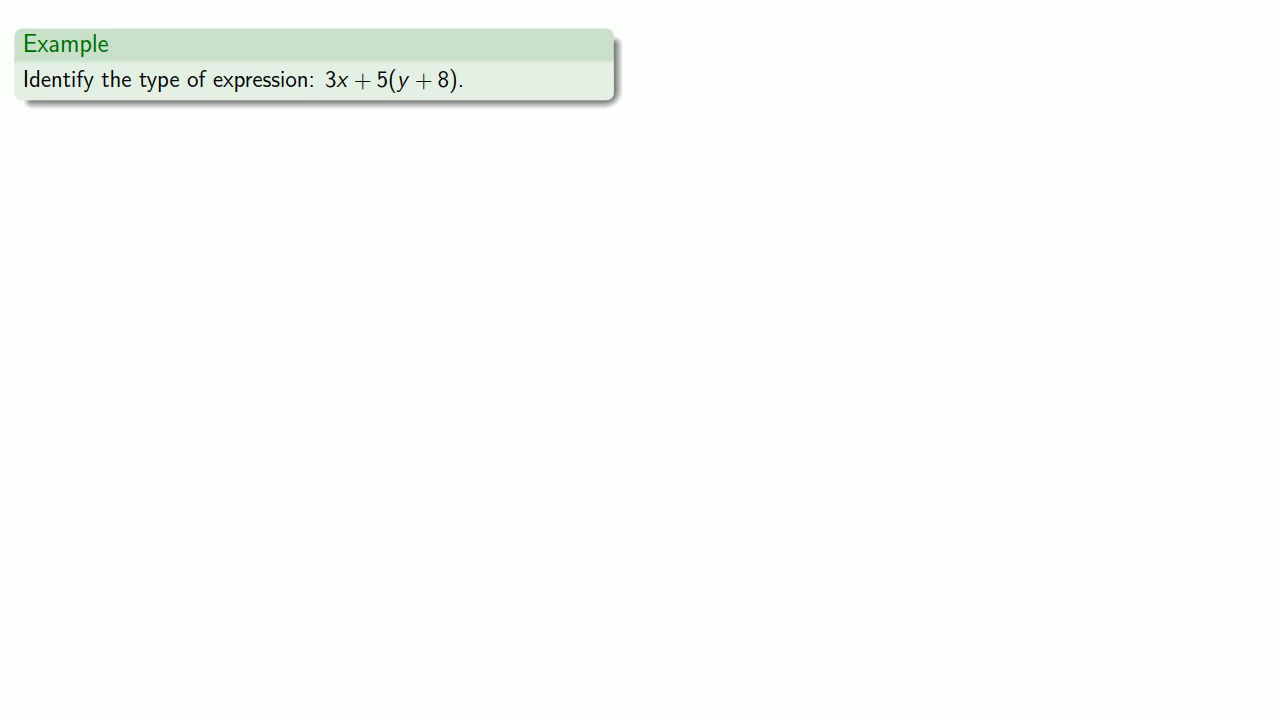 Example
Identify the type of expression: 3x + 5(y + 8).